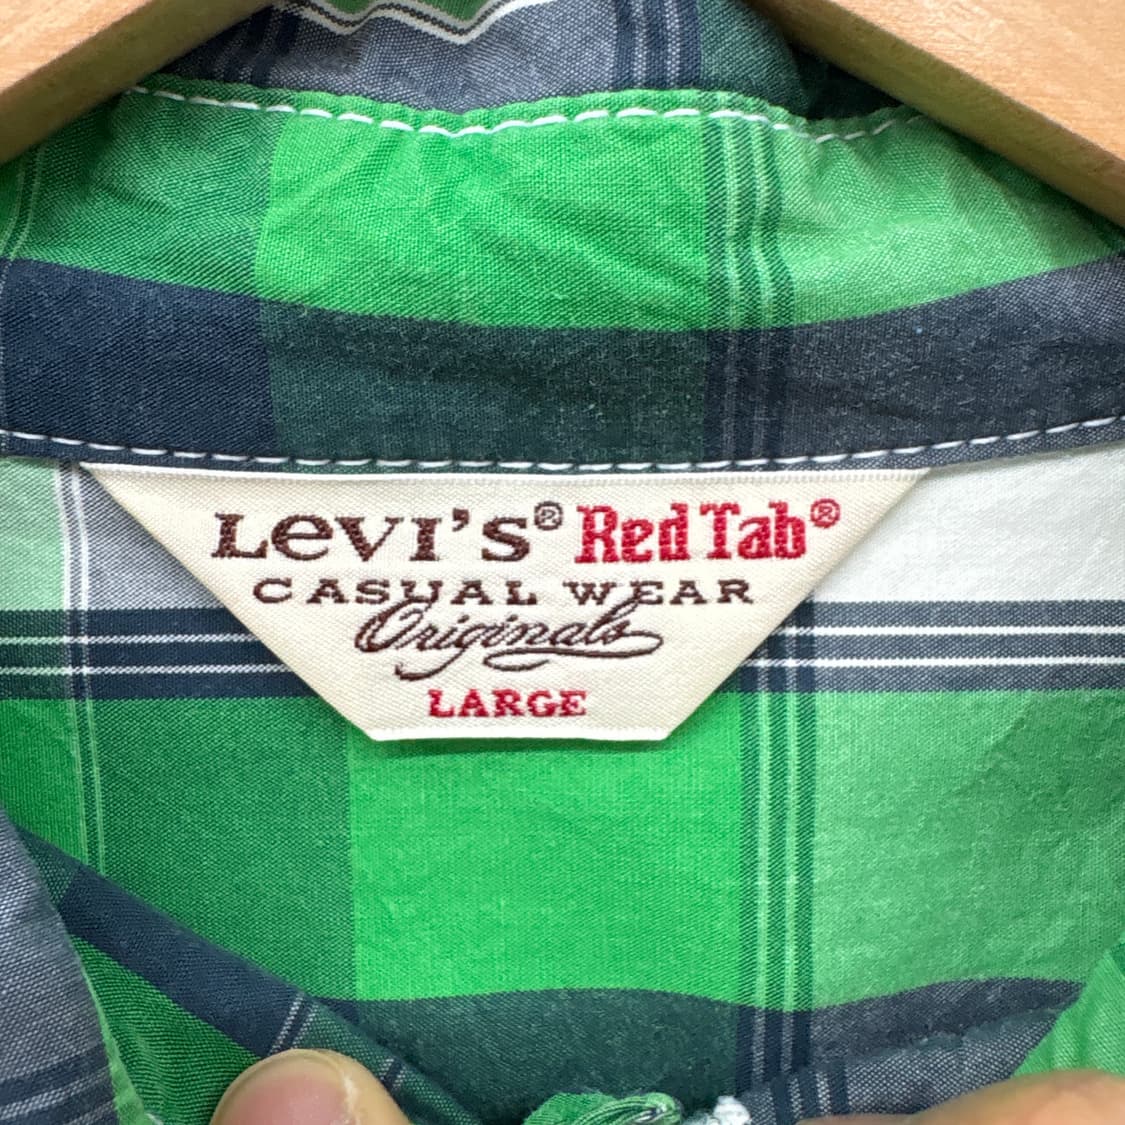 Levi's® Red Tab®
CASUAL WEAR
Originals
LARGE